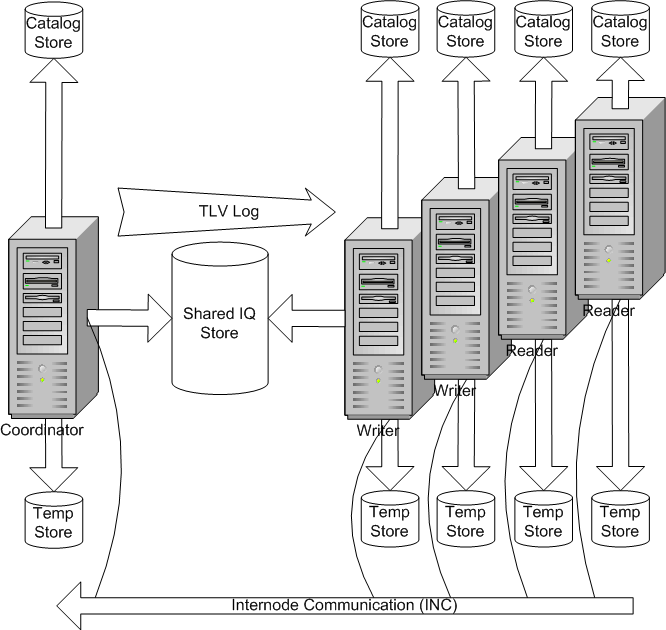 Catalog
Store
Catalog
Store
Catalog
Store
Catalog
Store
Catalog
Store
TLV Log
Shared IQ
Store
Reader
Reader
Writer
Coordinator
Writer
Temp
Store
Temp
Store
Temp
Store
Temp
Store
Temp
Store
Internode Communication (INC)